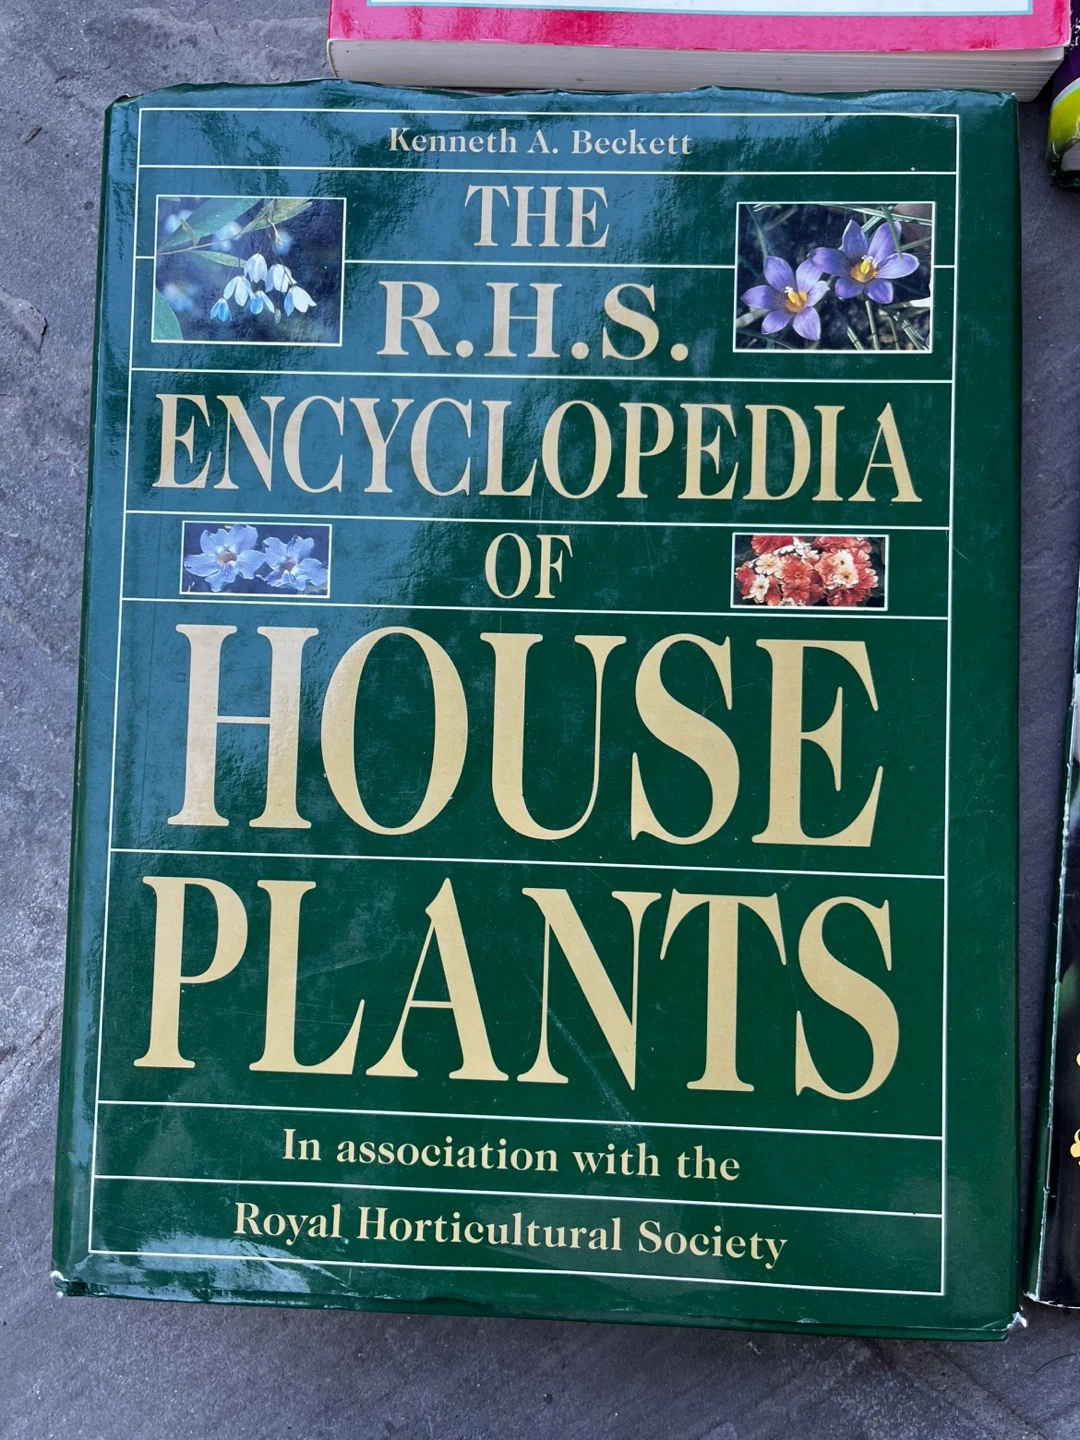 Kenneth A. Beckett
THE
R.H.S.
ENCYCLOPEDIA
OF
HOUSE
PLANTS
In association with the
Royal Horticultural Society